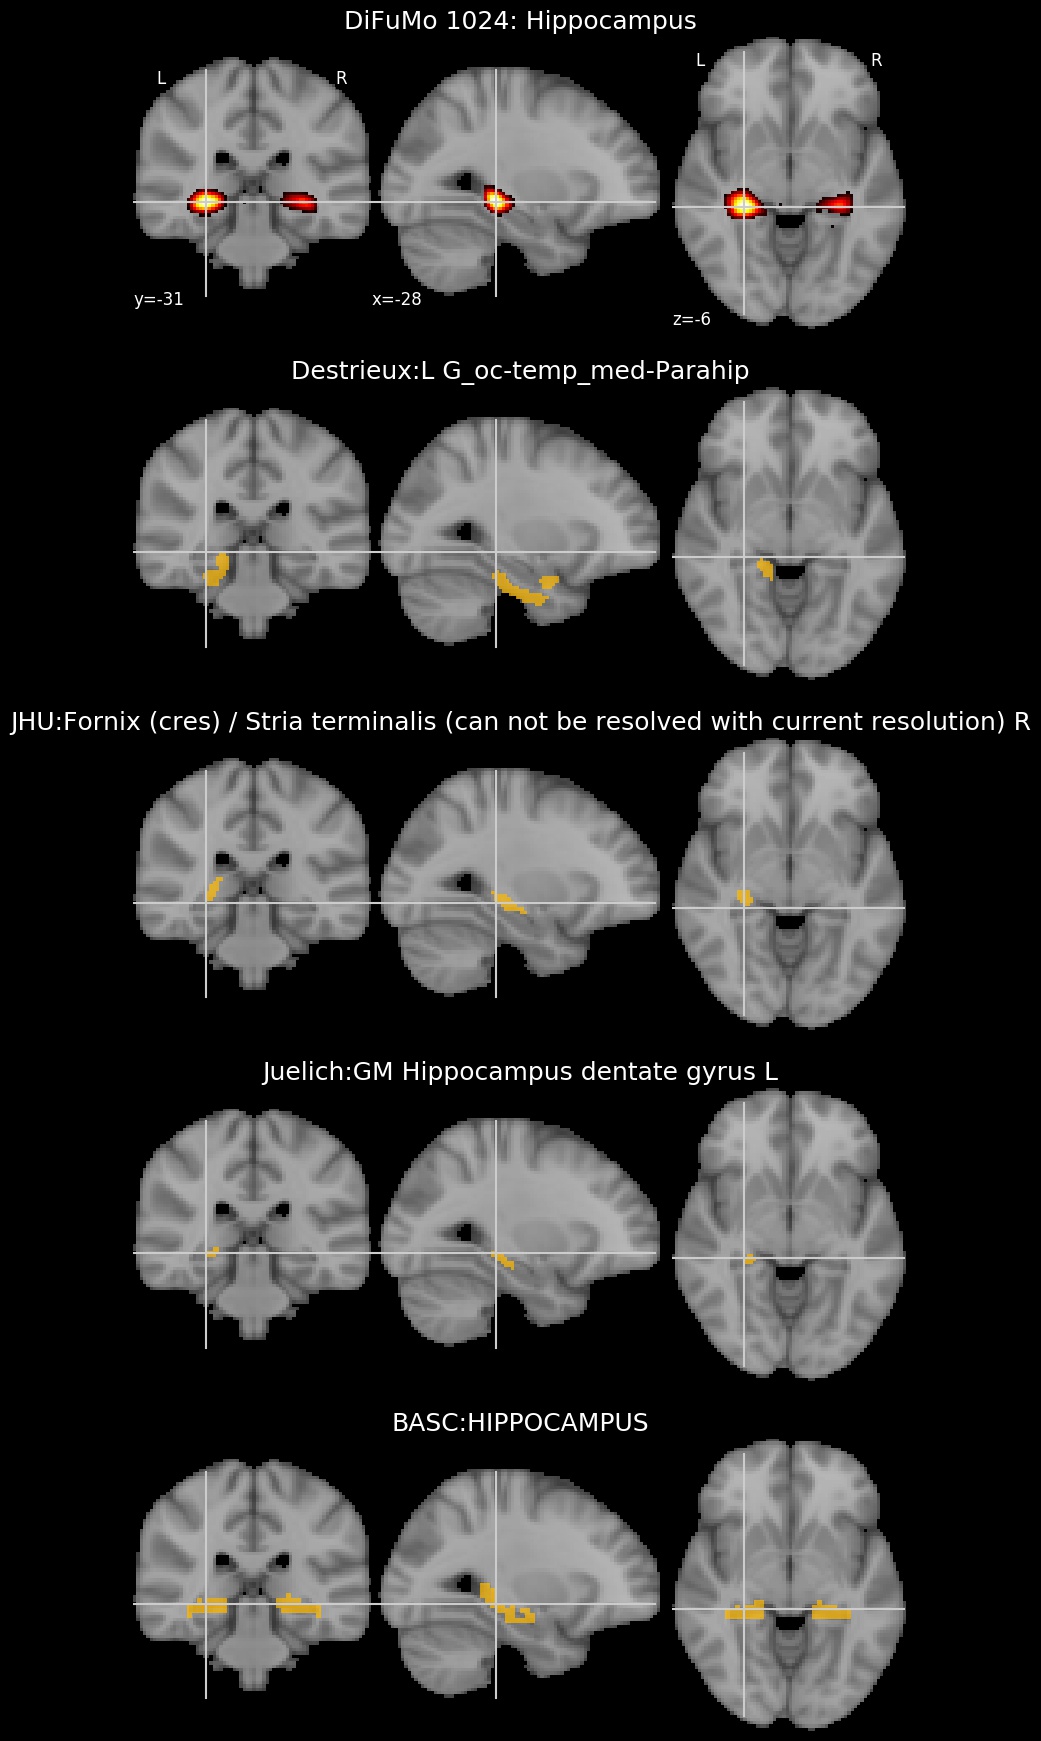 DiFuMo 1024: Hippocampus
L R L R
y=-31 x=-28 z=-6
Destrieux:L G_oc-temp_med-Parahip
JHU:Fornix (cres) / Stria terminalis (can not be resolved with current resolution) R
Juelich:GM Hippocampus dentate gyrus L
BASC:HIPPOCAMPUS